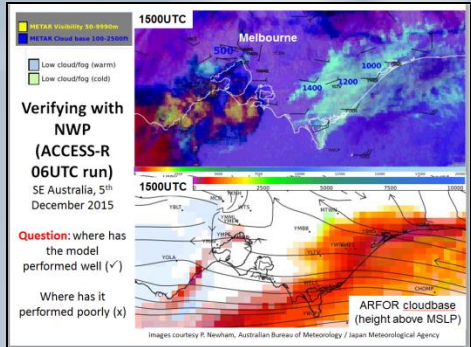 METAR Visibility 50-9990m
METAR Cloud base 100-2500ft
Low cloud/fog (warm)
Low cloud/fog (cold)
Verifying with
NWP
(ACCESS-R
06UTC run)
SE Australia, 5th
December 2015
Question: where has
the model
performed well (✓)
Where has it
performed poorly (x)
1500UTC
Melbourne
500
1000
1200
1400
1500UTC
2500
5000
7500
10000
ARFOR cloudbase
(height above MSLP)
Images courtesy P. Newham, Australian Bureau of Meteorology / Japan Meteorological Agency